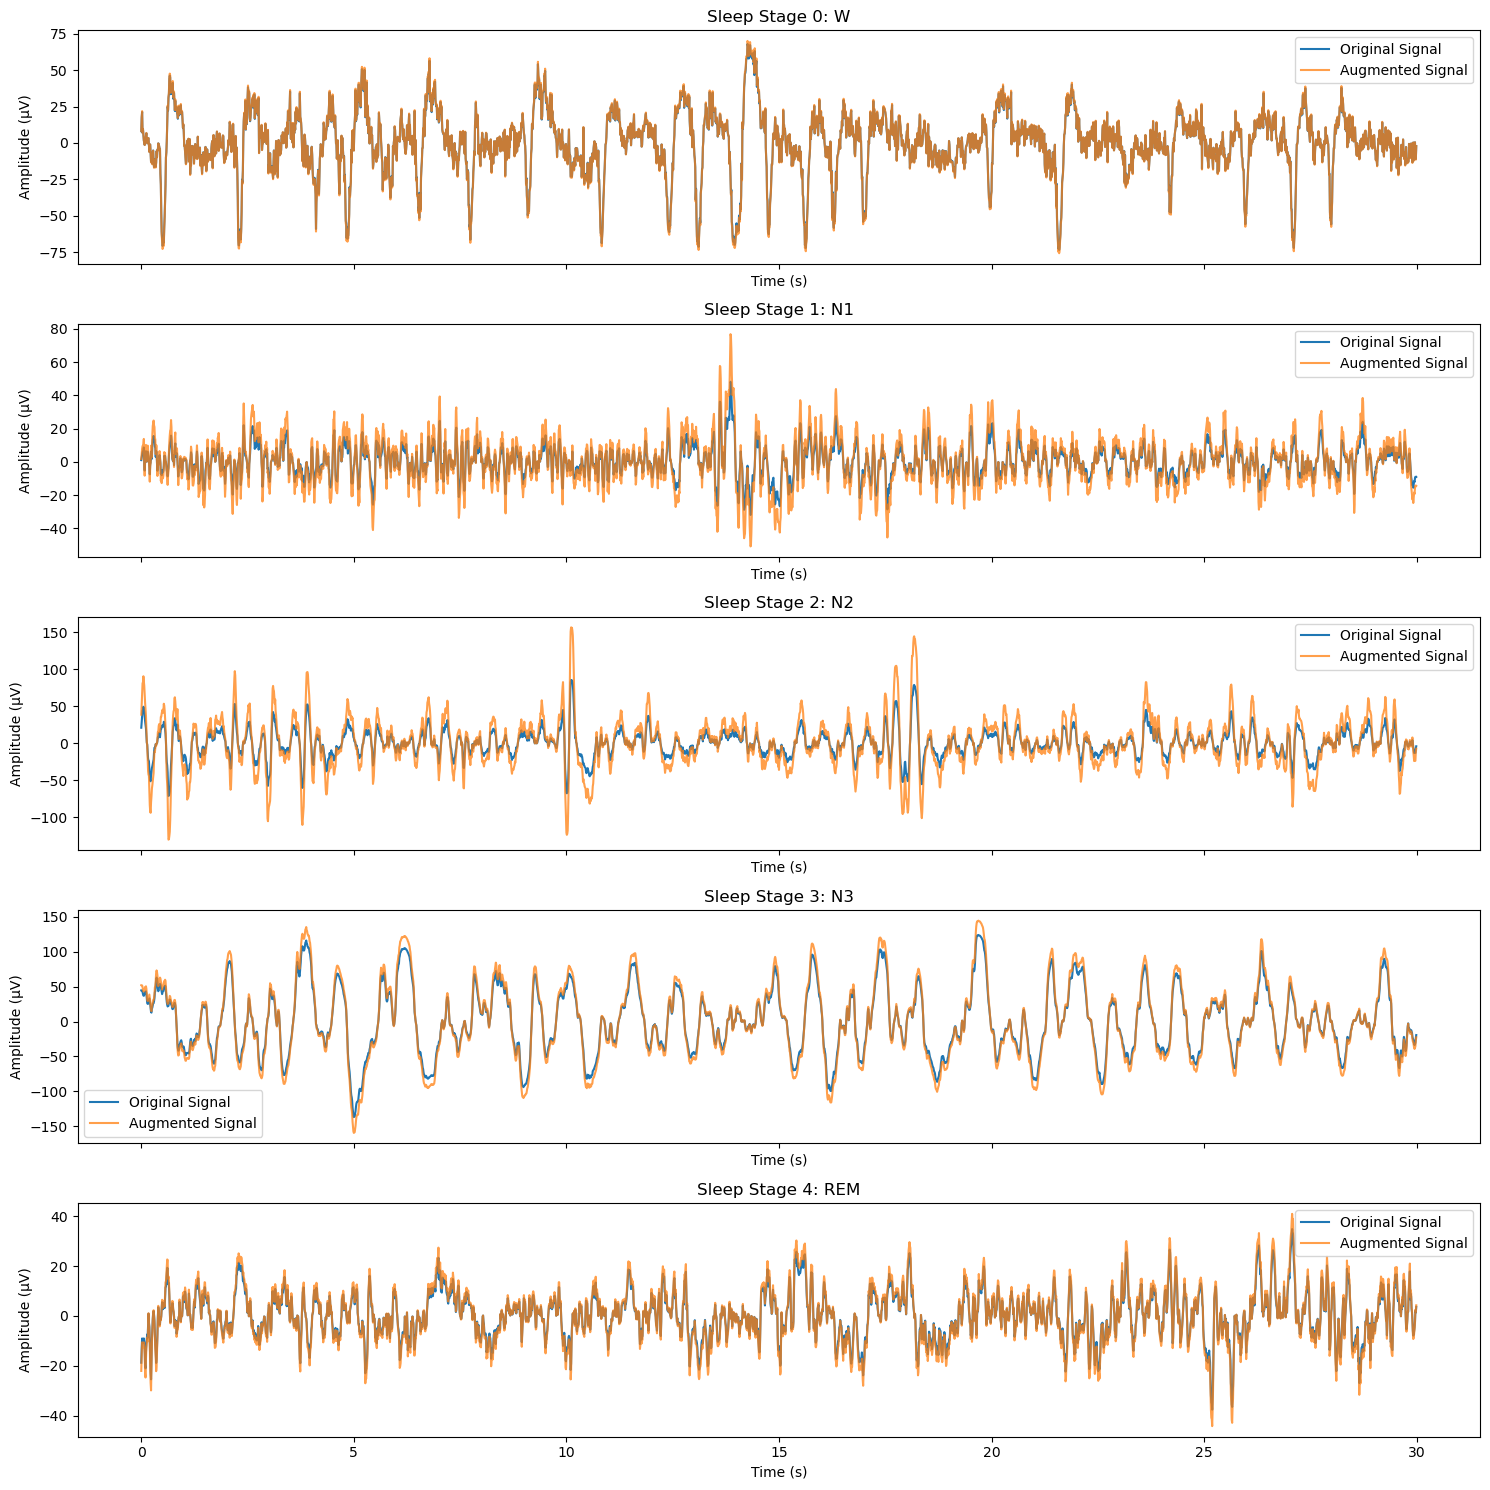 Sleep Stage 0: W
75
50
25
0
−25
−50
−75
Amplitude (µV)
Original Signal
Augmented Signal
Time (s)
Sleep Stage 1: N1
80
60
40
20
0
−20
−40
Amplitude (µV)
Original Signal
Augmented Signal
Time (s)
Sleep Stage 2: N2
150
100
50
0
−50
−100
Amplitude (µV)
Original Signal
Augmented Signal
Time (s)
Sleep Stage 3: N3
150
100
50
0
−50
−100
−150
Amplitude (µV)
Original Signal
Augmented Signal
Time (s)
Sleep Stage 4: REM
40
20
0
−20
−40
Amplitude (µV)
Original Signal
Augmented Signal
0 5 10 15 20 25 30
Time (s)